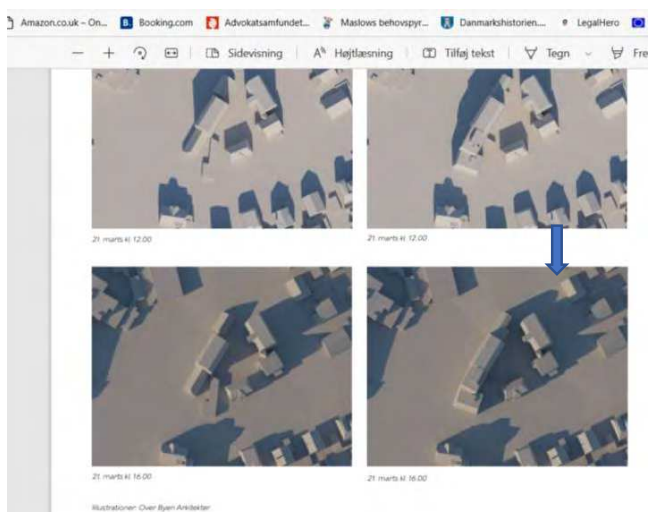 Amazon.co.uk – On... B. Booking.com Advokatsamfundet... Maslows behovspyr... Danmarkshistorien.... LegalHero
Sidevisning Højtlæsning Tilføj tekst Tegn Fre
21. marts kl 12.00 21. marts kl 12.00
21. marts kl 16.00 21. marts kl 16.00
Illustrationer: Over Byen Arkitekter